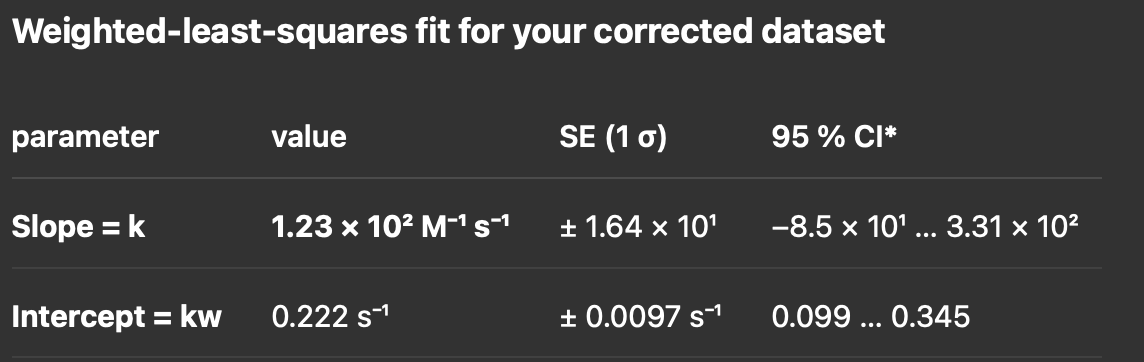 Weighted-least-squares fit for your corrected dataset
parameter value SE (1 σ) 95 % CI*
Slope = k 1.23 × 10² M⁻¹ s⁻¹ ± 1.64 × 10¹ −8.5 × 10¹ … 3.31 × 10²
Intercept = kw 0.222 s⁻¹ ± 0.0097 s⁻¹ 0.099 … 0.345